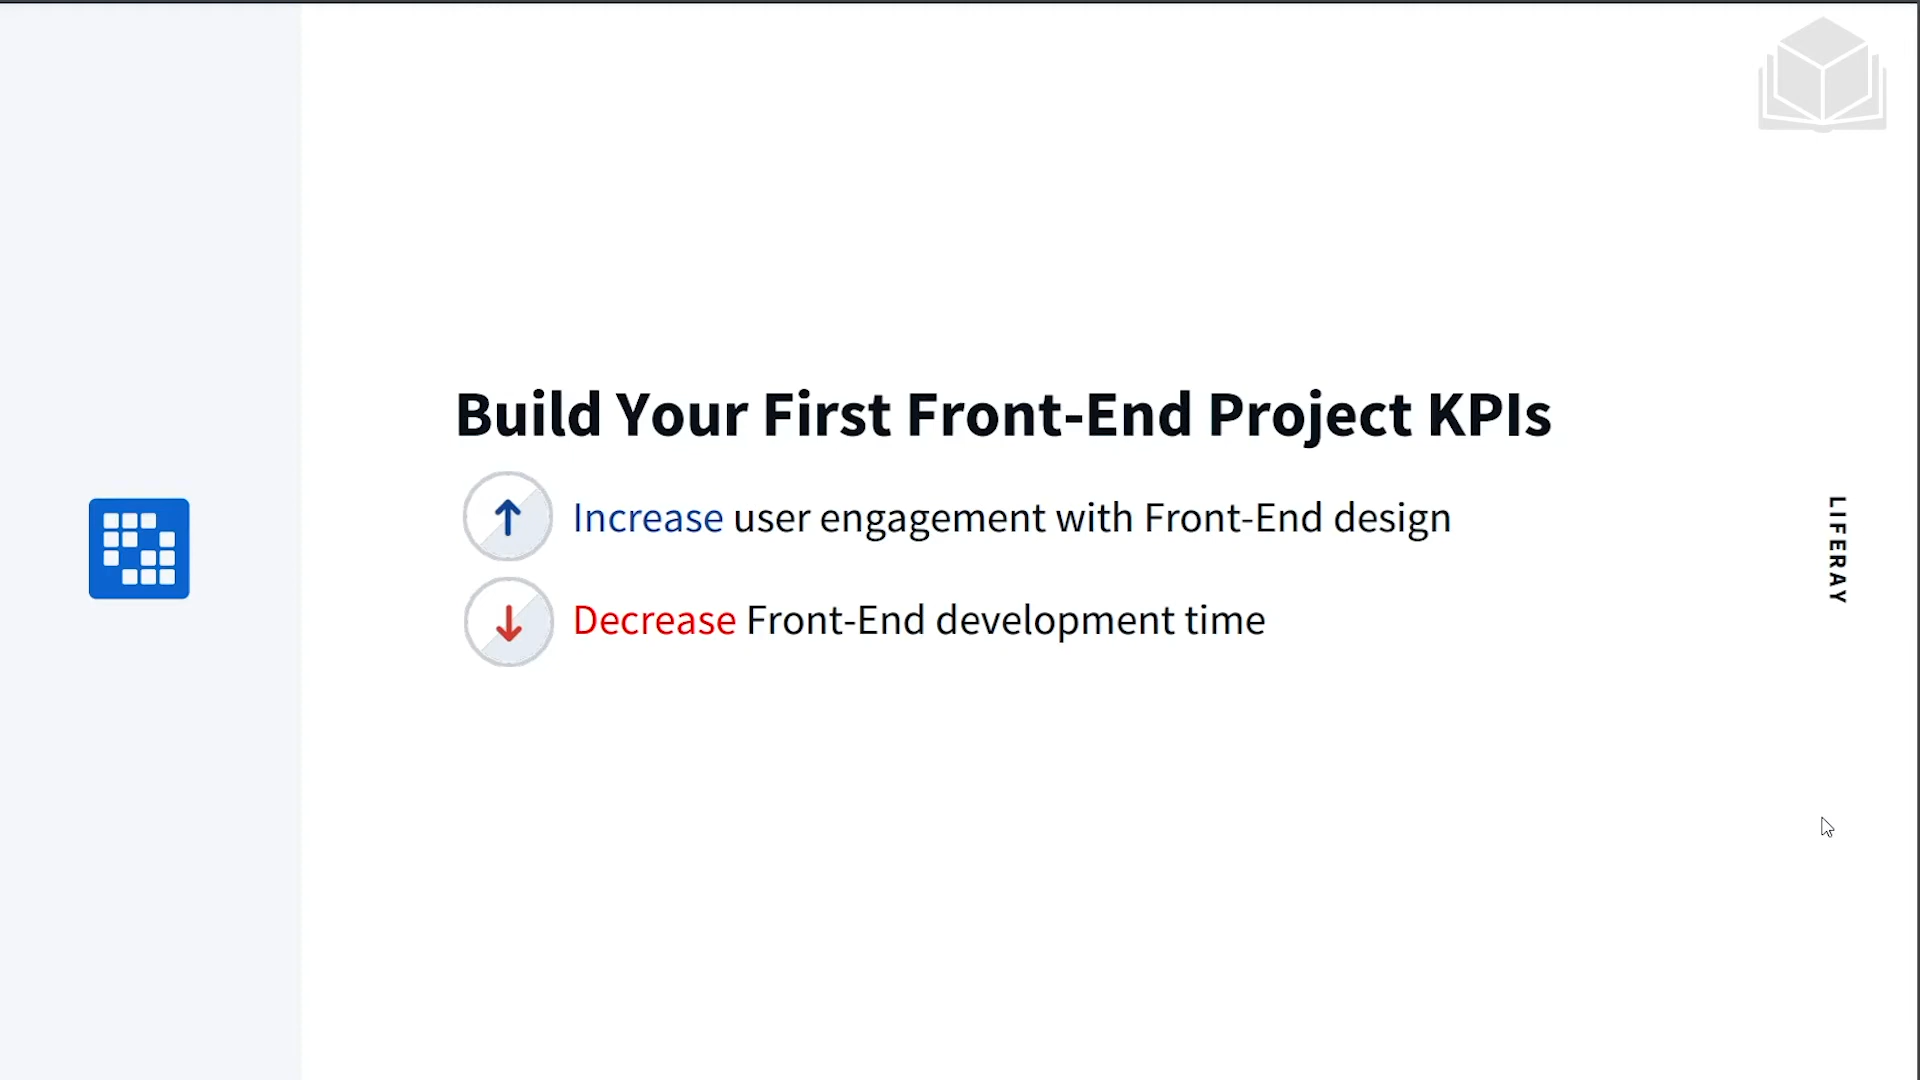 Build Your First Front-End Project KPIs
Increase user engagement with Front-End design
Decrease Front-End development time
LIFERAY